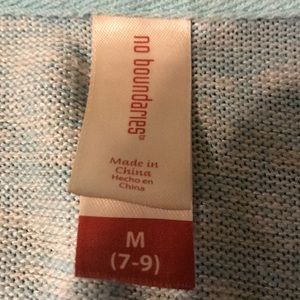 no boundaries®
Made in
China
Hecho en
China
M
(7-9)